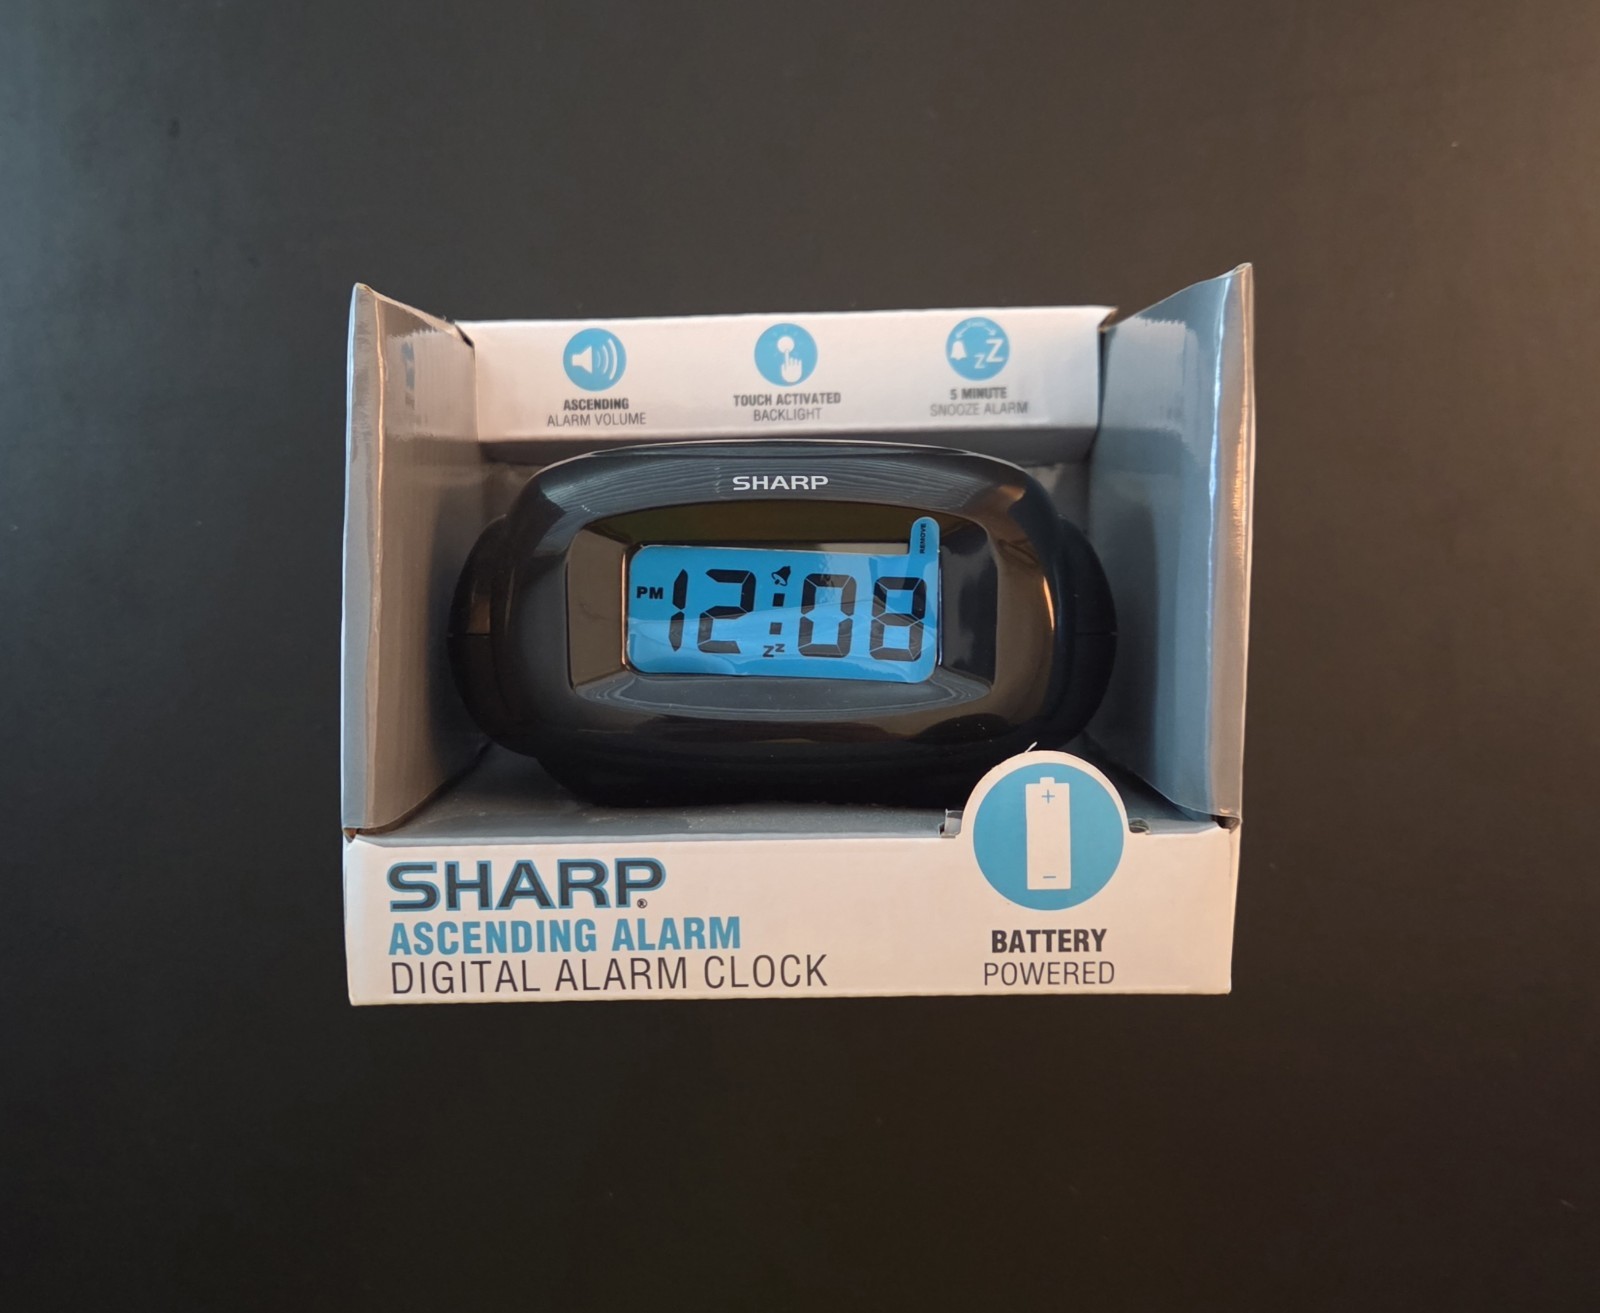 ASCENDING
ALARM VOLUME
TOUCH ACTIVATED
BACKLIGHT
5 MINUTE
SNOOZE ALARM
Z Z
SHARP
REMOVE
PM 12:08
Zz
SHARP®
ASCENDING ALARM
DIGITAL ALARM CLOCK
+
−
BATTERY
POWERED